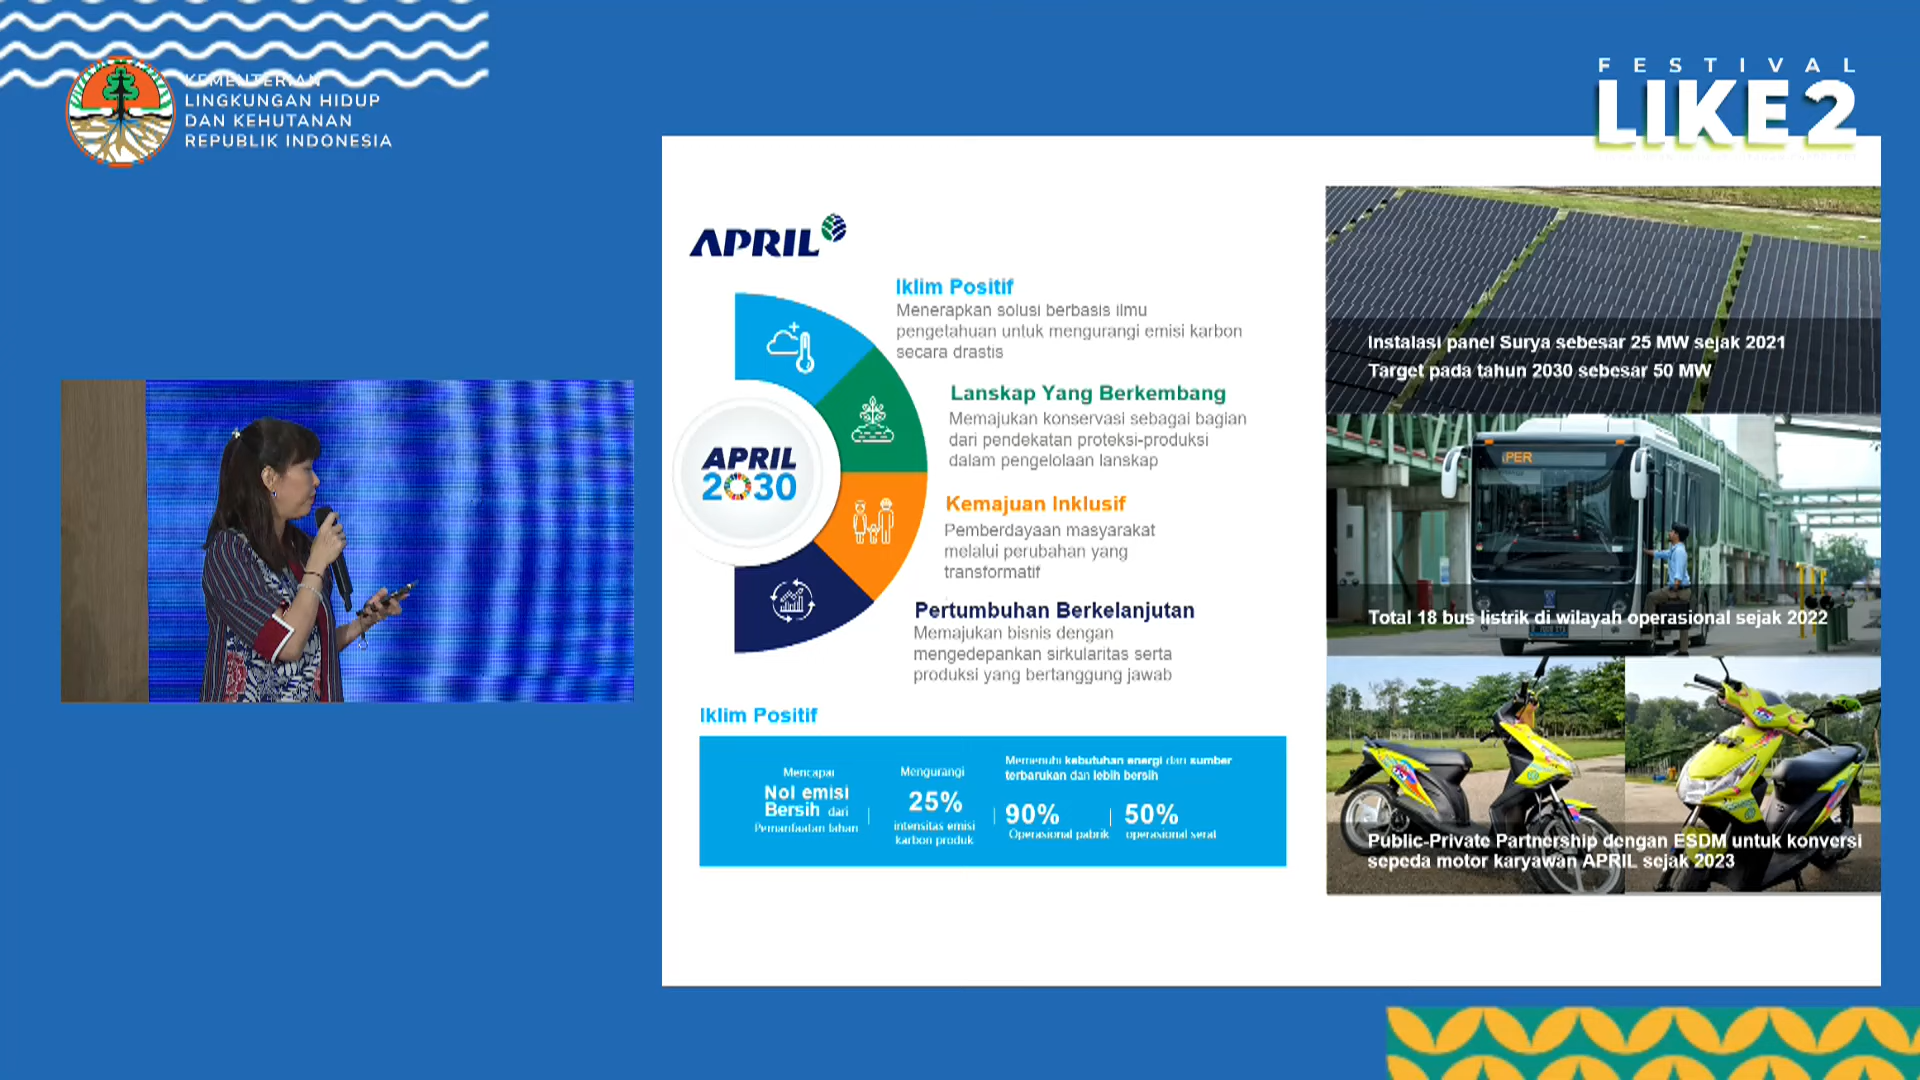 KEMENTERIAN
LINGKUNGAN HIDUP
DAN KEHUTANAN
REPUBLIK INDONESIA
FESTIVAL
LIKE 2
APRIL
Iklim Positif
Menerapkan solusi berbasis ilmu
pengetahuan untuk mengurangi emisi karbon
secara drastis
Lanskap Yang Berkembang
Memajukan konservasi sebagai bagian
dari pendekatan proteksi-produksi
dalam pengelolaan lanskap
APRIL
2030
Kemajuan Inklusif
Pemberdayaan masyarakat
melalui perubahan yang
transformatif
Pertumbuhan Berkelanjutan
Memajukan bisnis dengan
mengedepankan sirkularitas serta
produksi yang bertanggung jawab
Iklim Positif
Mencapai
Nol emisi
Bersih dari
Pemanfaatan lahan
Mengurangi
25%
intensitas emisi
karbon produk
Memenuhi kebutuhan energi dari sumber
terbarukan dan lebih bersih
90%
Operasional pabrik
50%
operasional serat
Instalasi panel Surya sebesar 25 MW sejak 2021
Target pada tahun 2030 sebesar 50 MW
APER
Total 18 bus listrik di wilayah operasional sejak 2022
Public-Private Partnership dengan ESDM untuk konversi
sepeda motor karyawan APRIL sejak 2023